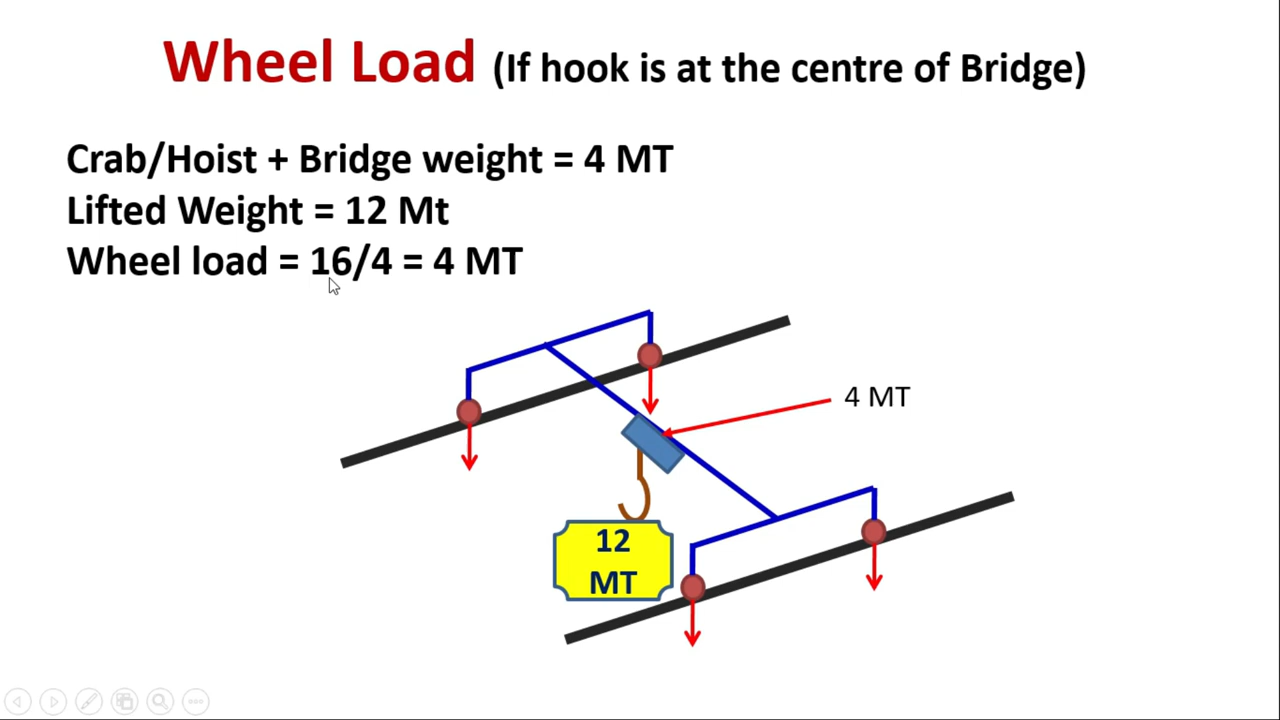 Wheel Load (If hook is at the centre of Bridge)
Crab/Hoist + Bridge weight = 4 MT
Lifted Weight = 12 Mt
Wheel load = 16/4 = 4 MT
4 MT
12
MT